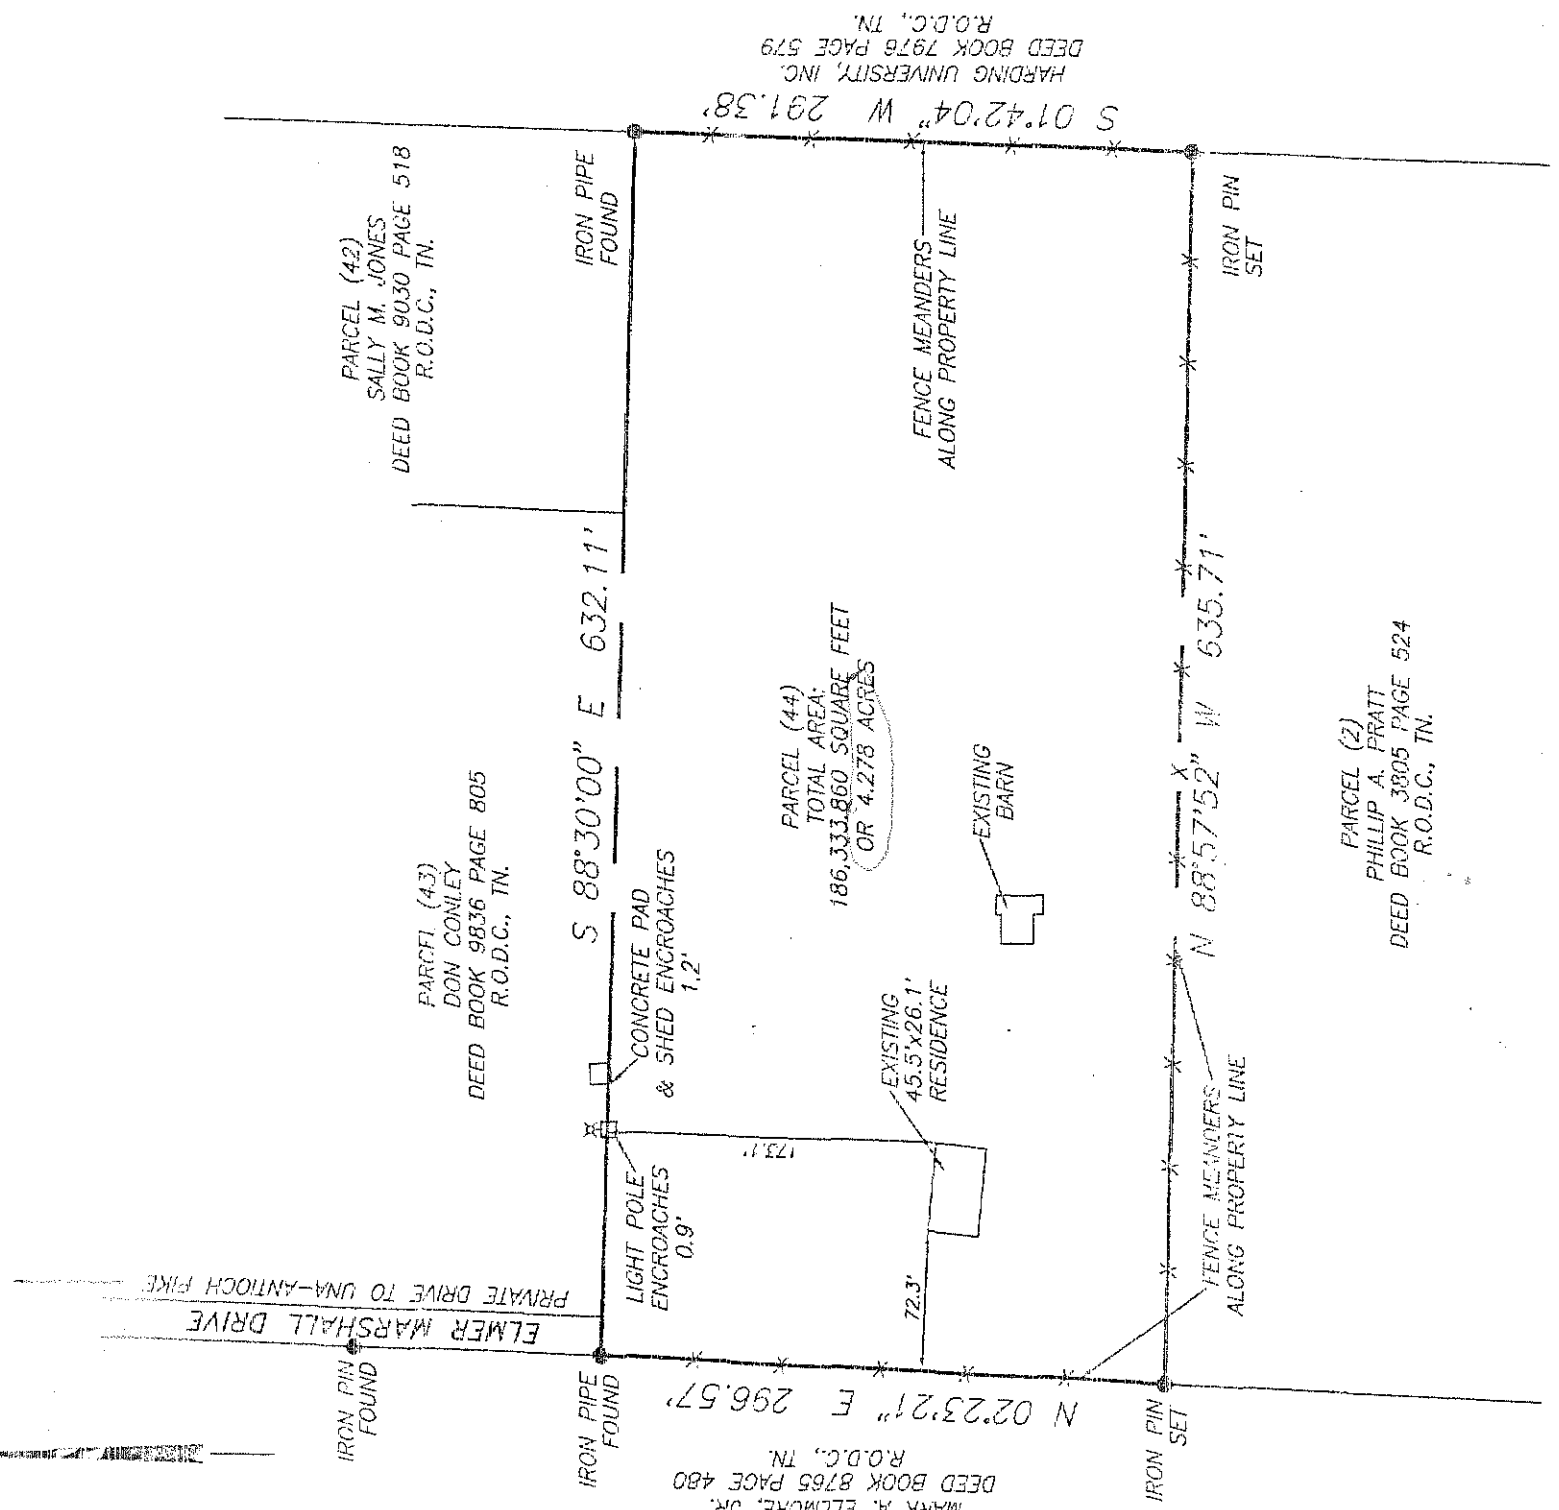 HARDING UNIVERSITY, INC.
DEED BOOK 7976 PAGE 579
R.O.D.C., TN.
S 01°42'04" W 291.38'
PARCEL (42)
SALLY M. JONES
DEED BOOK 9030 PAGE 518
R.O.D.C., TN.
IRON PIPE
FOUND
FENCE MEANDERS
ALONG PROPERTY LINE
IRON PIN
SET
PARCEL (43)
DON CONLEY
DEED BOOK 9836 PAGE 805
R.O.D.C., TN.
S 88°30'00" E 632.11'
PARCEL (44)
TOTAL AREA:
186,333.860 SQUARE FEET
OR 4.278 ACRES
EXISTING
BARN
N 88°57'52" W 635.71'
PARCEL (2)
PHILLIP A. PRATT
DEED BOOK 3805 PAGE 524
R.O.D.C., TN.
CONCRETE PAD
& SHED ENCROACHES
1.2'
EXISTING
45.5'x26.1'
RESIDENCE
173.1'
72.3'
LIGHT POLE
ENCROACHES
0.9'
FENCE MEANDERS
ALONG PROPERTY LINE
PRIVATE DRIVE TO UNA-ANTIOCH PIKE
ELMER MARSHALL DRIVE
IRON PIN
FOUND
IRON PIPE
FOUND
N 02°23'21" E 296.57'
IRON PIN
SET
MARK A. ELLMORE, JR.
DEED BOOK 8765 PAGE 480
R.O.D.C., TN.